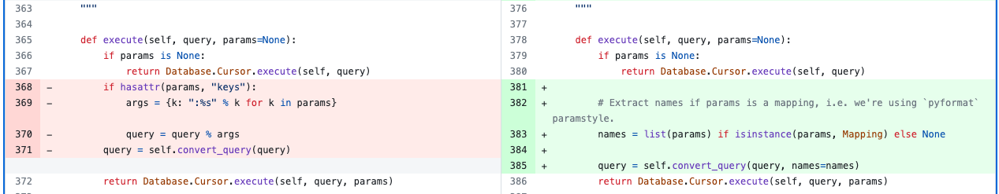 363 """
364
365 def execute(self, query, params=None):
366 if params is None:
367 return Database.Cursor.execute(self, query)
368 - if hasattr(params, "keys"):
369 - args = {k: ":%s" % k for k in params}
370 - query = query % args
371 - query = self.convert_query(query)
372 return Database.Cursor.execute(self, query, params)
376 """
377
378 def execute(self, query, params=None):
379 if params is None:
380 return Database.Cursor.execute(self, query)
381 +
382 + # Extract names if params is a mapping, i.e. we're using `pyformat`
paramstyle.
383 + names = list(params) if isinstance(params, Mapping) else None
384 +
385 + query = self.convert_query(query, names=names)
386 return Database.Cursor.execute(self, query, params)